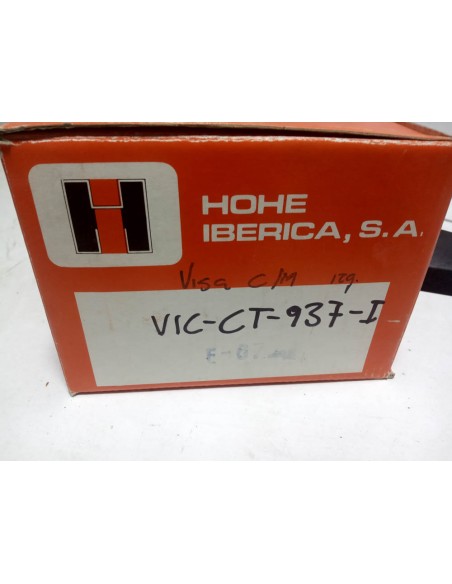 H
HOHE
IBERICA, S.A.
Visa C/M izq.
VIC-CT-937-I